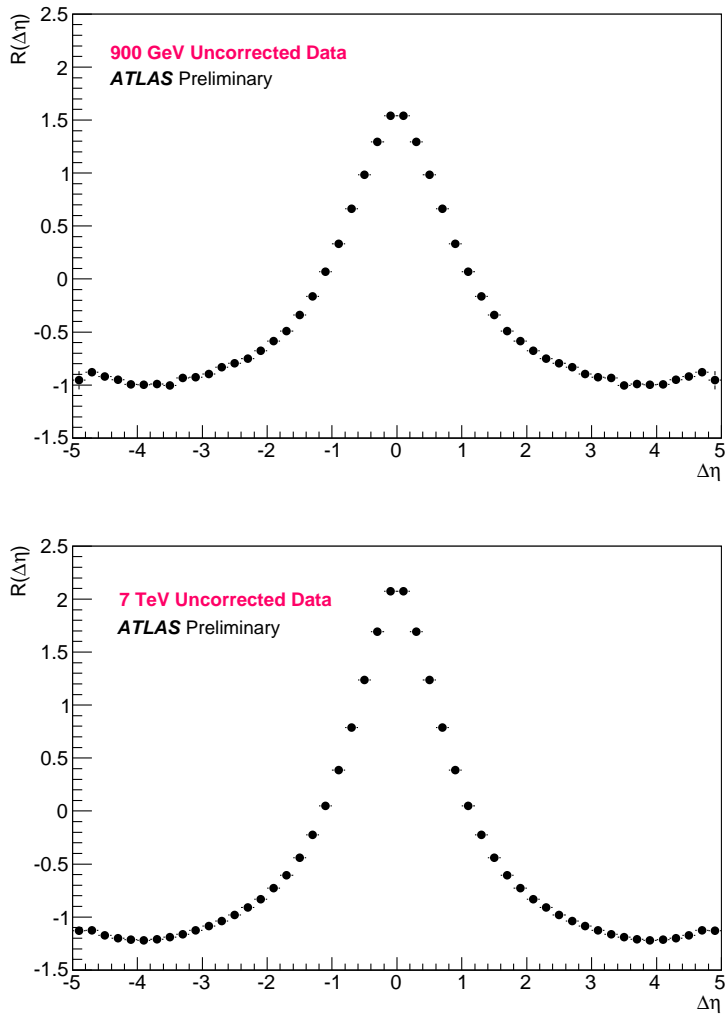 R(Δη)
2.5
2
1.5
1
0.5
0
-0.5
-1
-1.5
900 GeV Uncorrected Data
ATLAS Preliminary
-5 -4 -3 -2 -1 0 1 2 3 4 5
Δη
R(Δη)
2.5
2
1.5
1
0.5
0
-0.5
-1
-1.5
7 TeV Uncorrected Data
ATLAS Preliminary
-5 -4 -3 -2 -1 0 1 2 3 4 5
Δη